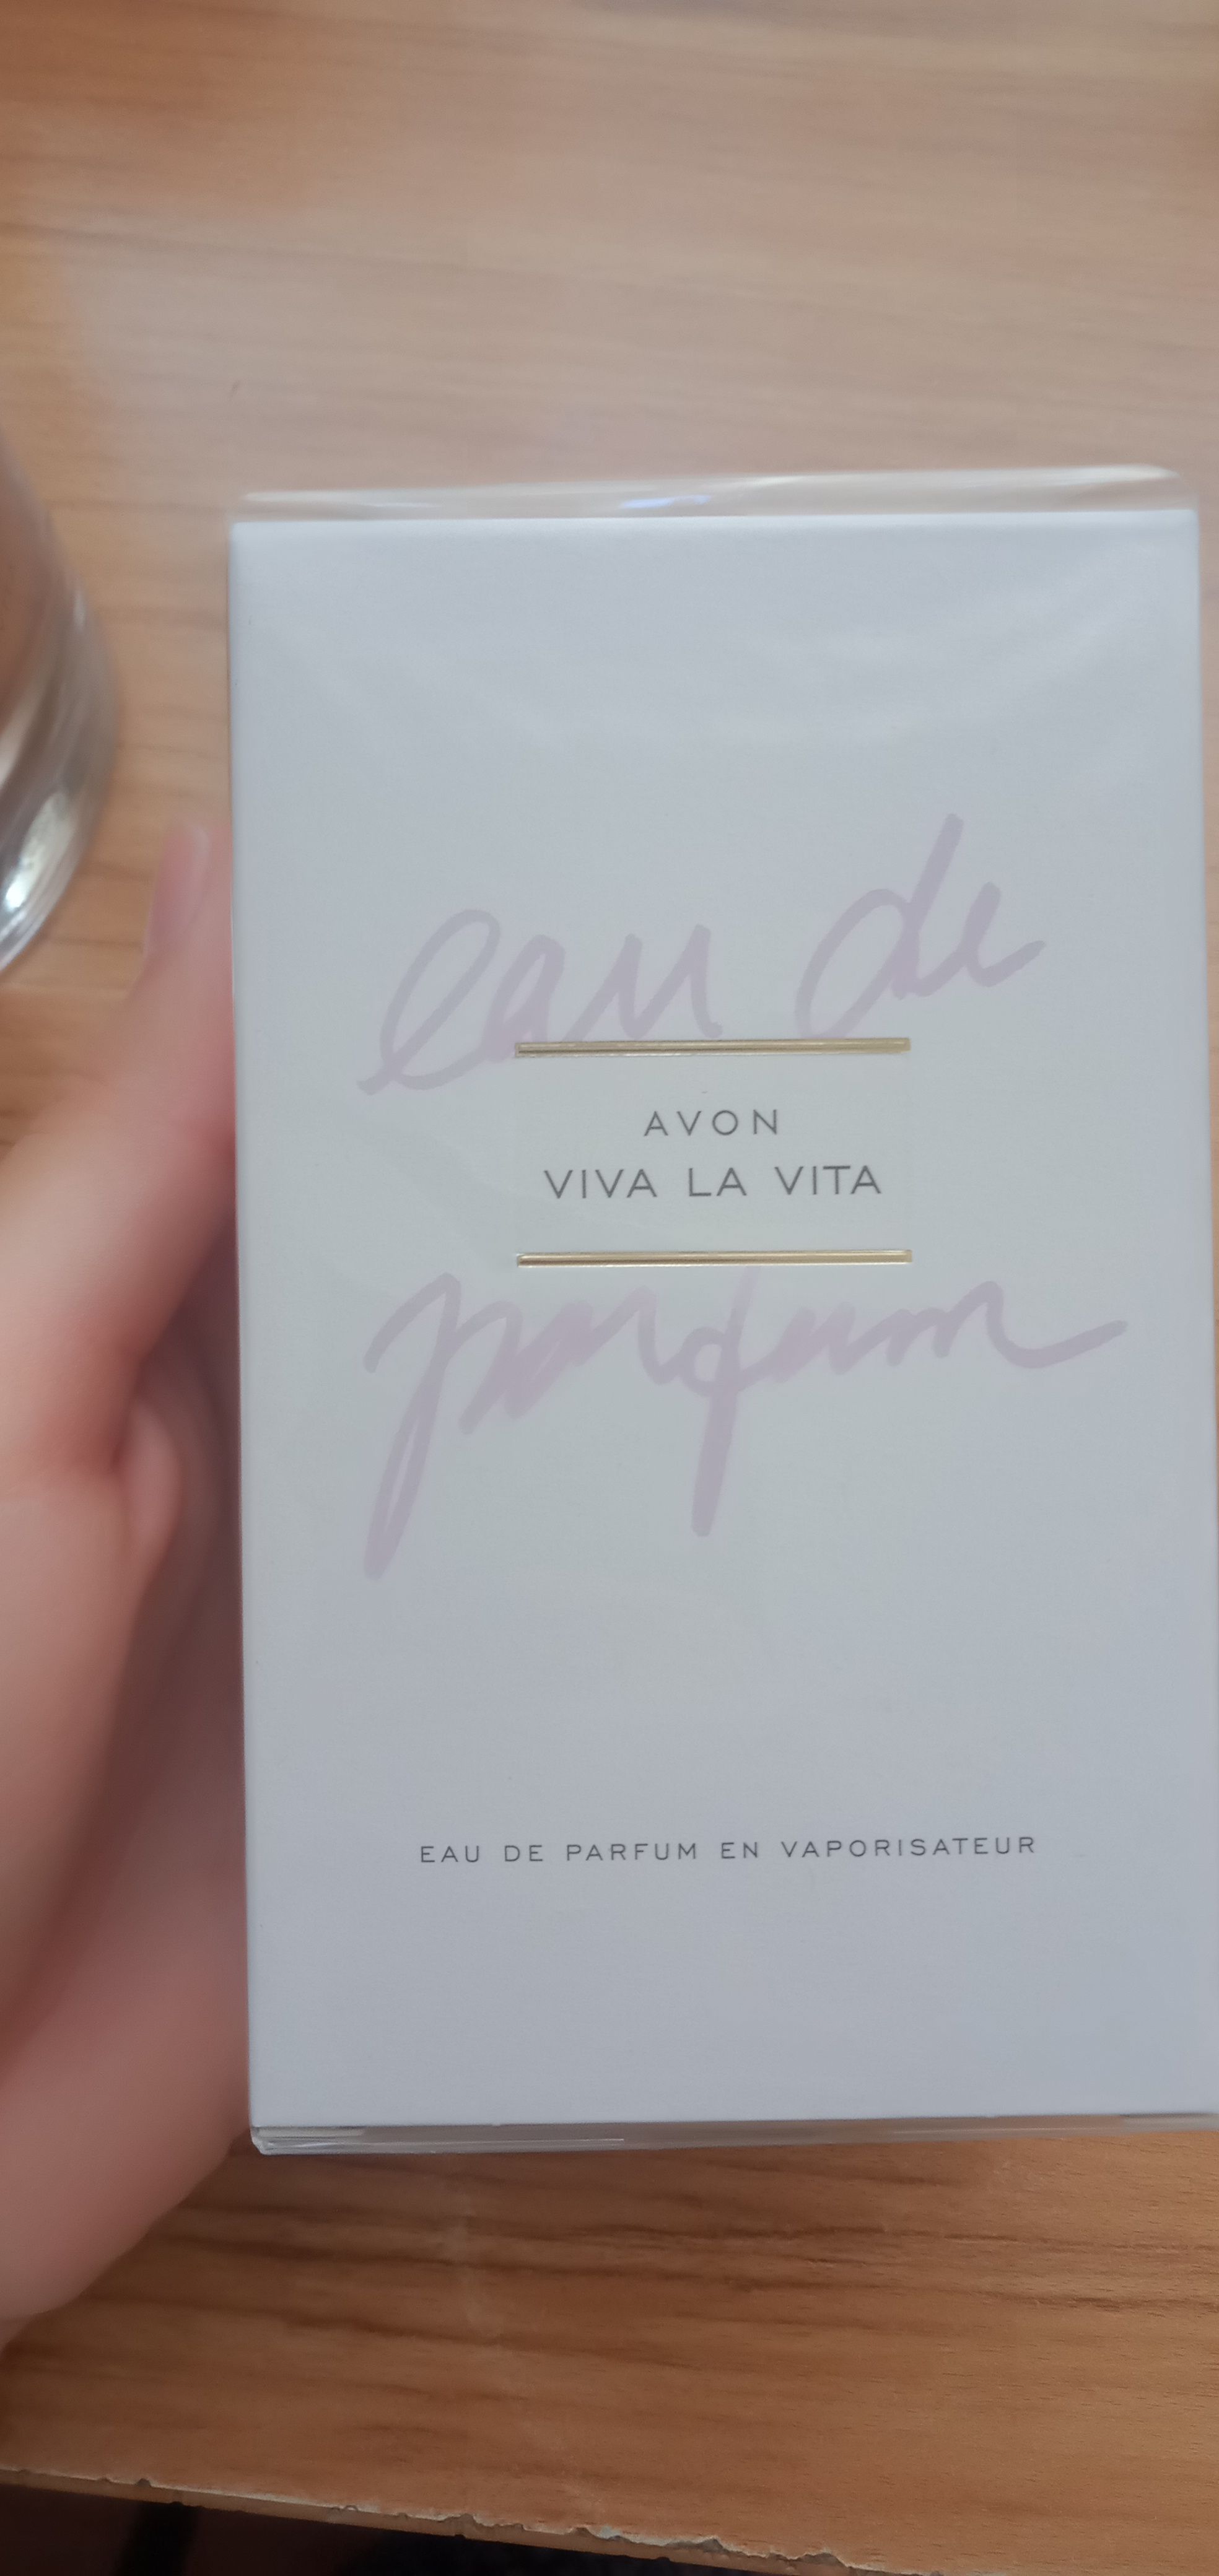 eau de
AVON
VIVA LA VITA
parfum
EAU DE PARFUM EN VAPORISATEUR